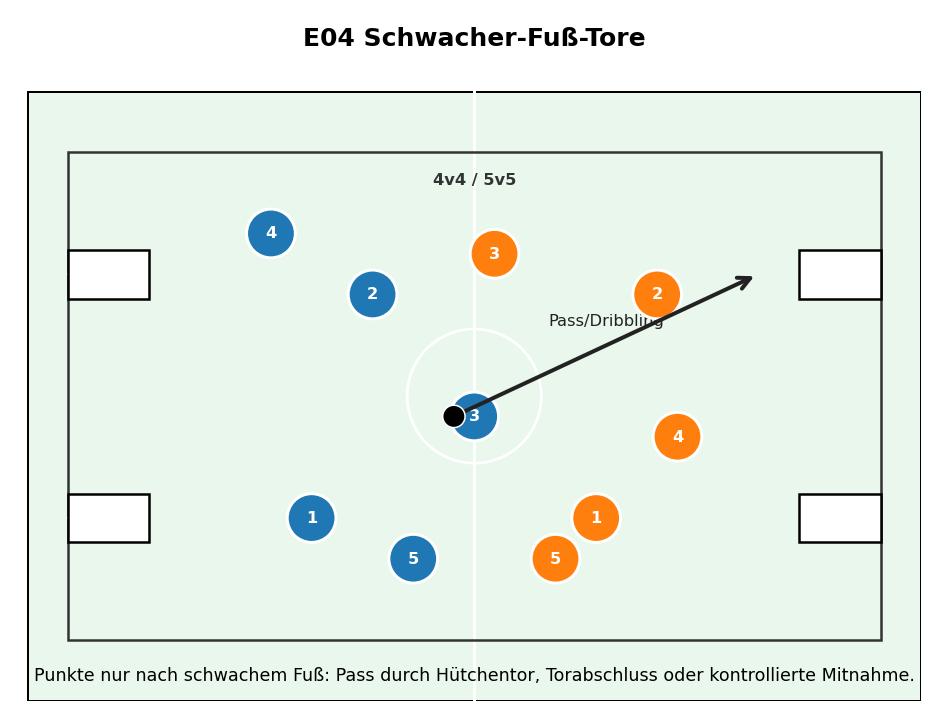 E04 Schwacher-Fuß-Tore
4v4 / 5v5
4
3
2
2
Pass/Dribbling
3
4
1
1
5
5
Punkte nur nach schwachem Fuß: Pass durch Hütchentor, Torabschluss oder kontrollierte Mitnahme.